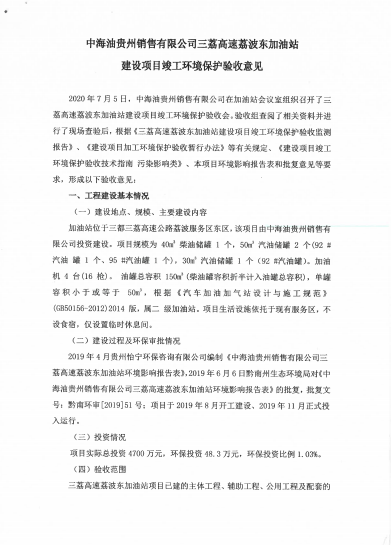 中海油贵州销售有限公司三荔高速荔波东加油站
建设项目竣工环境保护验收意见
2020 年 7 月 5 日，中海油贵州销售有限公司在加油站会议室组织召开了三
荔高速荔波东加油站建设项目竣工环境保护验收会。验收组查阅了相关资料并进
行了现场查验后，根据《三荔高速荔波东加油站建设项目竣工环境保护验收监测
报告》、《建设项目竣工环境保护验收暂行办法》等有关规定、《建设项目竣工环
境保护验收技术指南 污染影响类》、本项目环境影响报告表和批复意见等要
求，形成以下验收意见：
一、工程建设基本情况
（一）建设地点、规模、主要建设内容
加油站位于三都三荔高速公路荔波服务区东区，该项目由中海油贵州销售有
限公司投资建设。项目规模为 40m³ 柴油储罐 1 个，50m³ 汽油储罐 2 个（92 #
汽油 罐 1 个、95 #汽油罐 1 个），30m³ 汽油储罐 1 个（92 #汽油罐）。加油
机 4 台(16 枪)。 油罐总容积 150m³（柴油罐容积折半计入油罐总容积），单罐
容积小于或等于 50m³，根据《汽车加油加气站设计与施工规范》
(GB50156-2012)2014 版，属二 级加油站。项目生活设施依托于现有服务区，不
设食宿，仅设置临时休息间。
（二）建设过程及环保审批情况
2019 年 4 月贵州怡宁环保咨询有限公司编制《中海油贵州销售有限公司三
荔高速荔波东加油站环境影响报告表》，2019 年 6 月 6 日黔南州生态环境局对《中
海油贵州销售有限公司三荔高速荔波东加油站环境影响报告表》的批复，批复文
号：黔南环审[2019]51 号；项目于 2019 年 8 月开工建设、2019 年 11 月正式投
入运行。
（三）投资情况
项目实际总投资 4700 万元，环保投资 48.3 万元，环保投资比例 1.03%。
（四）验收范围
三荔高速荔波东加油站项目已建的主体工程、辅助工程、公用工程及配套的